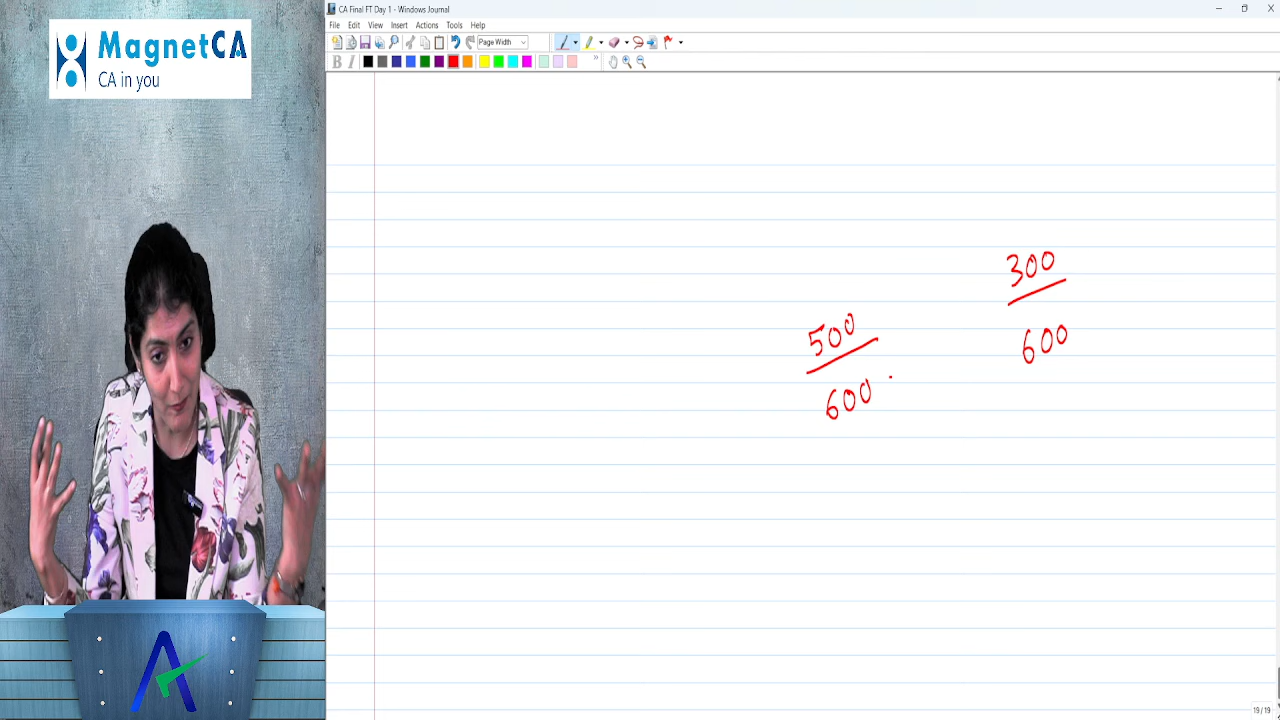 MagnetCA
CA in you
CA Final FT Day 1 - Windows Journal
File Edit View Insert Actions Tools Help
Page Width
B I
300
600
500
600
19/19